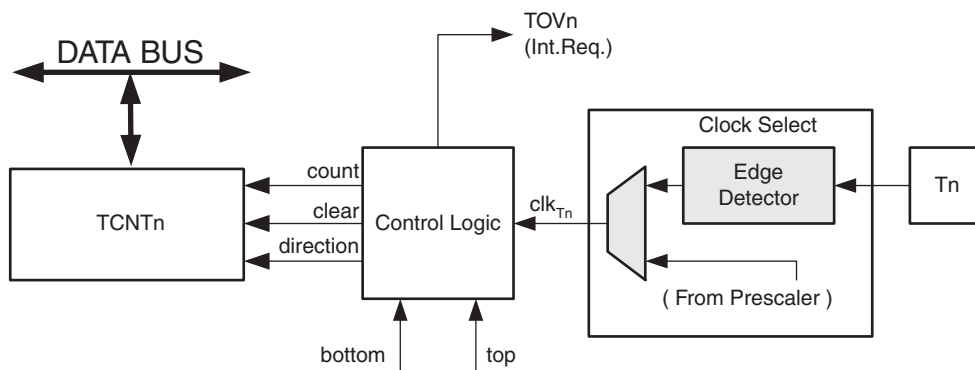 TOVn
(Int.Req.)
DATA BUS
Clock Select
count
Edge
Detector
Tn
TCNTn
clear
Control Logic
clkTn
direction
( From Prescaler )
bottom
top